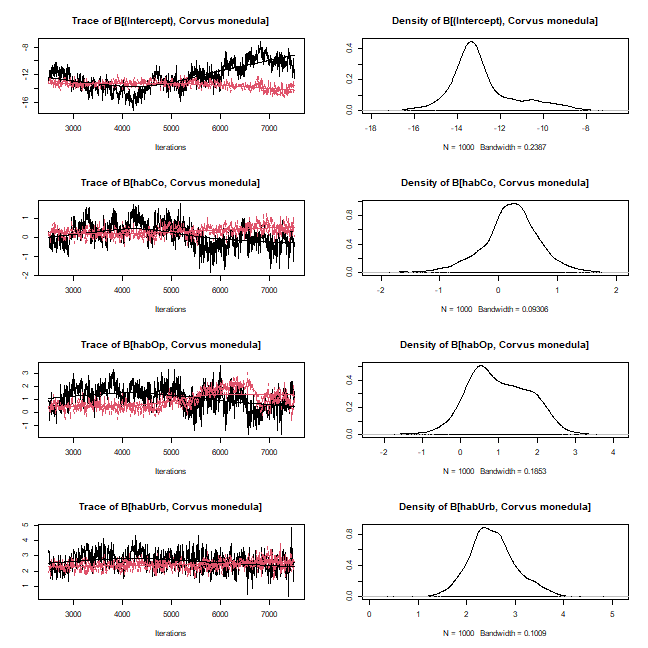 Trace of B[(Intercept), Corvus monedula]
Density of B[(Intercept), Corvus monedula]
-8
-12
-16
3000 4000 5000 6000 7000
Iterations
0.4
0.2
0.0
-18 -16 -14 -12 -10 -8
N = 1000 Bandwidth = 0.2387
Trace of B[habCo, Corvus monedula]
Density of B[habCo, Corvus monedula]
1
0
-1
-2
3000 4000 5000 6000 7000
Iterations
0.8
0.4
0.0
-2 -1 0 1 2
N = 1000 Bandwidth = 0.09306
Trace of B[habOp, Corvus monedula]
Density of B[habOp, Corvus monedula]
3
2
1
0
-1
3000 4000 5000 6000 7000
Iterations
0.4
0.2
0.0
-2 -1 0 1 2 3 4
N = 1000 Bandwidth = 0.1853
Trace of B[habUrb, Corvus monedula]
Density of B[habUrb, Corvus monedula]
5
4
3
2
1
3000 4000 5000 6000 7000
Iterations
0.8
0.4
0.0
0 1 2 3 4 5
N = 1000 Bandwidth = 0.1009